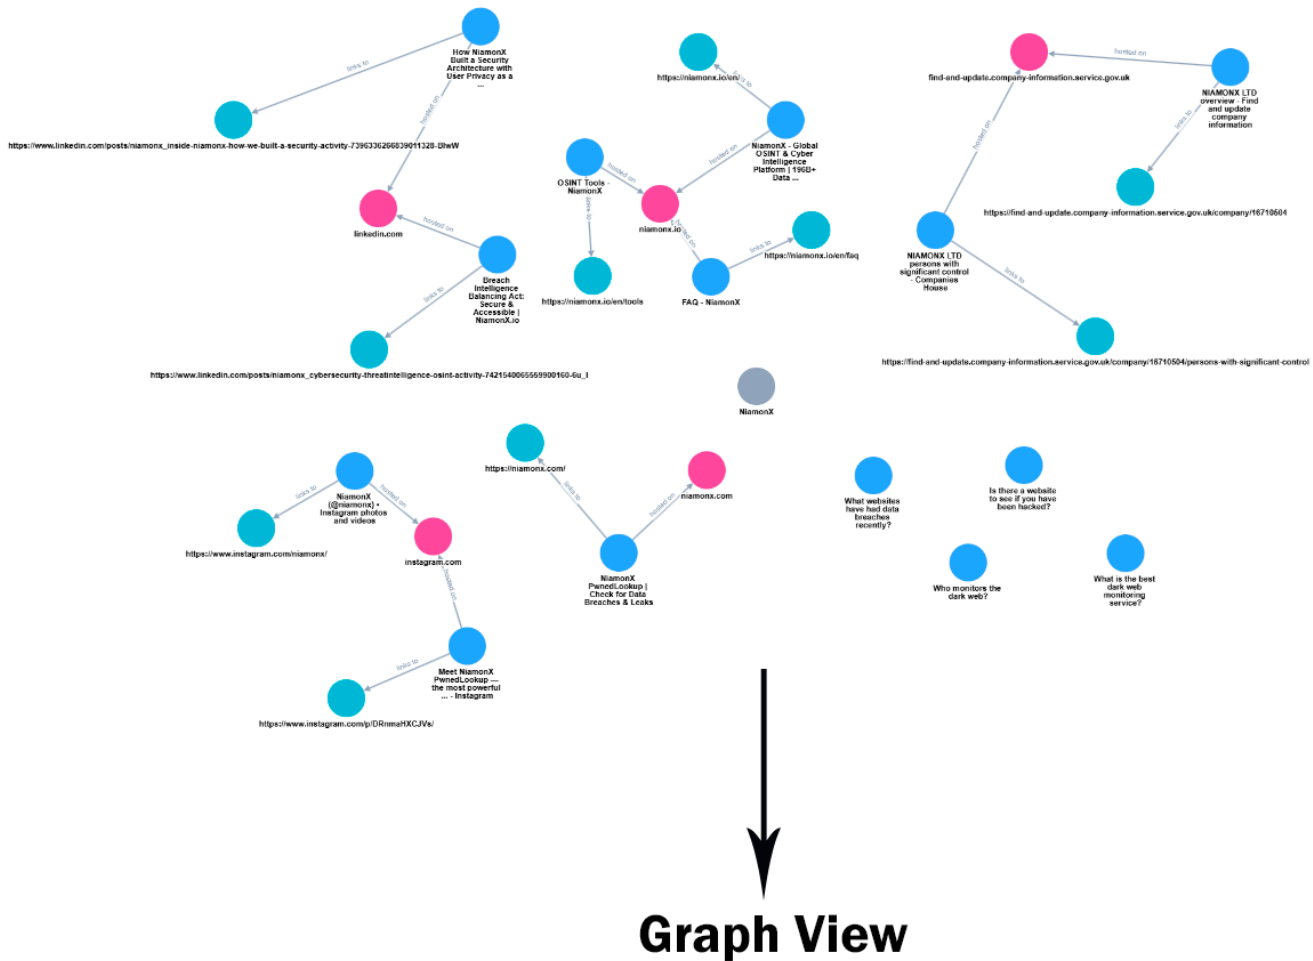 How NiamonX
Built a Security
Architecture with
User Privacy as a
...
links to
hosted on
https://www.linkedin.com/posts/niamonx_inside-niamonx-how-we-built-a-security-activity-7396336266839011328-BlwW
linkedin.com
hosted on
Breach
Intelligence
Balancing Act:
Secure &
Accessible |
NiamonX.io
links to
https://www.linkedin.com/posts/niamonx_cybersecurity-threatintelligence-osint-activity-7421540065559900160-6u_I
https://niamonx.io/en/
links to
NiamonX - Global
OSINT & Cyber
Intelligence
Platform | 196B+
Data ...
hosted on
OSINT Tools -
NiamonX
hosted on
links to
niamonx.io
hosted on
https://niamonx.io/en/tools
FAQ - NiamonX
links to
https://niamonx.io/en/faq
find-and-update.company-information.service.gov.uk
hosted on
NIAMONX LTD
overview - Find
and update
company
information
links to
https://find-and-update.company-information.service.gov.uk/company/16710504
hosted on
NIAMONX LTD
persons with
significant control
- Companies
House
links to
https://find-and-update.company-information.service.gov.uk/company/16710504/persons-with-significant-control
NiamonX
NiamonX
(@niamonx) •
Instagram photos
and videos
links to
hosted on
https://www.instagram.com/niamonx/
instagram.com
hosted on
Meet NiamonX
PwnedLookup —
the most powerful
... - Instagram
links to
https://www.instagram.com/p/DRnmaHXCJVs/
https://niamonx.com/
links to
niamonx.com
hosted on
NiamonX
PwnedLookup |
Check for Data
Breaches & Leaks
What websites
have had data
breaches
recently?
Is there a website
to see if you have
been hacked?
Who monitors the
dark web?
What is the best
dark web
monitoring
service?
Graph View